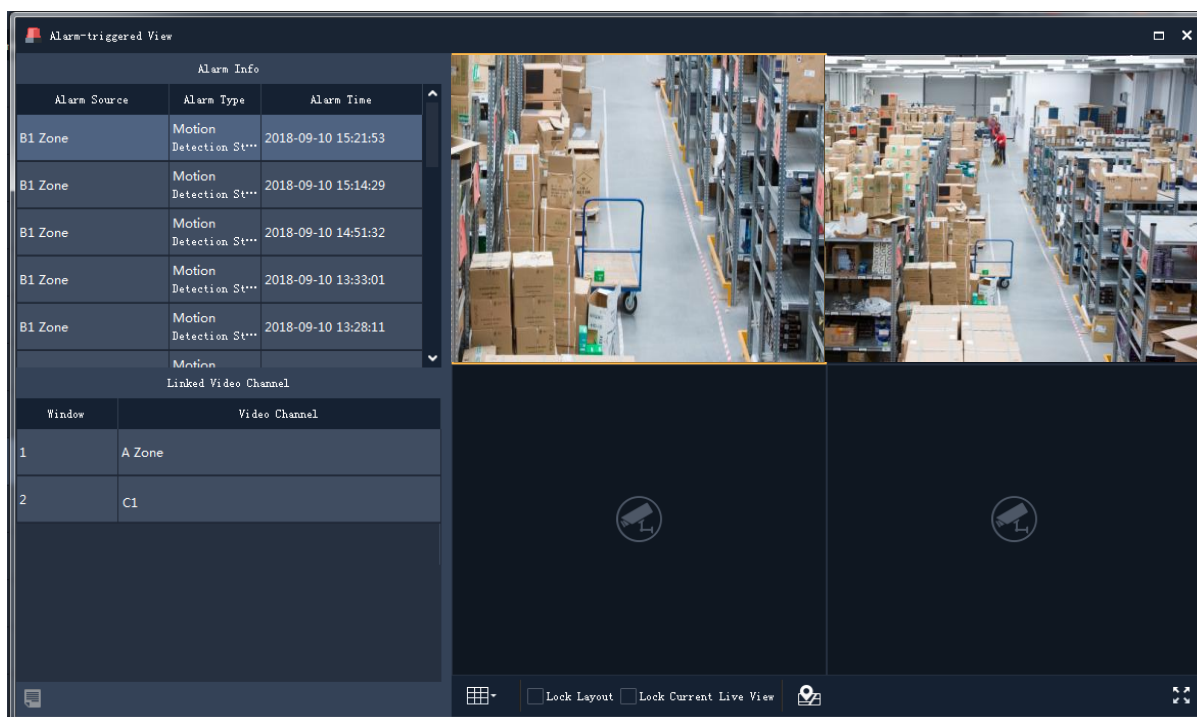 Alarm-triggered View
Alarm Info
Alarm Source Alarm Type Alarm Time
B1 Zone Motion Detection St··· 2018-09-10 15:21:53
B1 Zone Motion Detection St··· 2018-09-10 15:14:29
B1 Zone Motion Detection St··· 2018-09-10 14:51:32
B1 Zone Motion Detection St··· 2018-09-10 13:33:01
B1 Zone Motion Detection St··· 2018-09-10 13:28:11
Motion
Linked Video Channel
Window Video Channel
1 A Zone
2 C1
Lock Layout Lock Current Live View